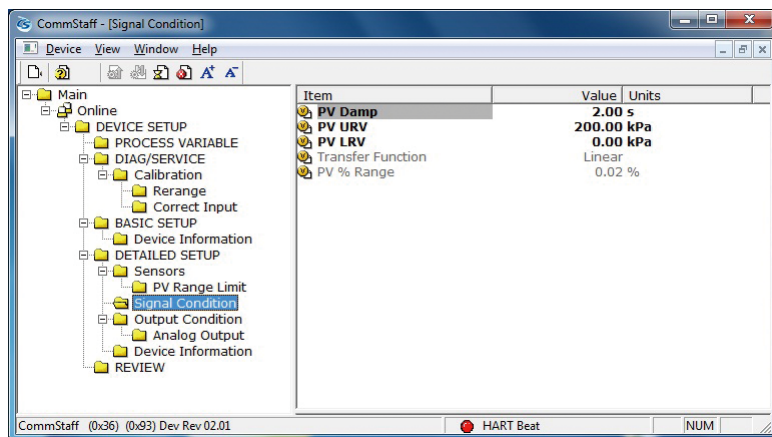 CommStaff - [Signal Condition]
Device View Window Help
A+ A-
Main
Online
DEVICE SETUP
PROCESS VARIABLE
DIAG/SERVICE
Calibration
Rerange
Correct Input
BASIC SETUP
Device Information
DETAILED SETUP
Sensors
PV Range Limit
Signal Condition
Output Condition
Analog Output
Device Information
REVIEW
Item Value Units
PV Damp 2.00 s
PV URV 200.00 kPa
PV LRV 0.00 kPa
Transfer Function Linear
PV % Range 0.02 %
CommStaff (0x36) (0x93) Dev Rev 02.01 HART Beat NUM